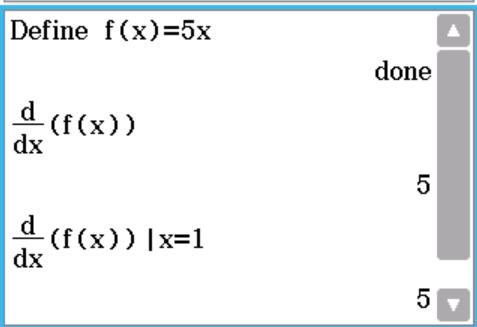 Define f(x)=5x
done
d/dx(f(x))
5
d/dx(f(x))|x=1
5